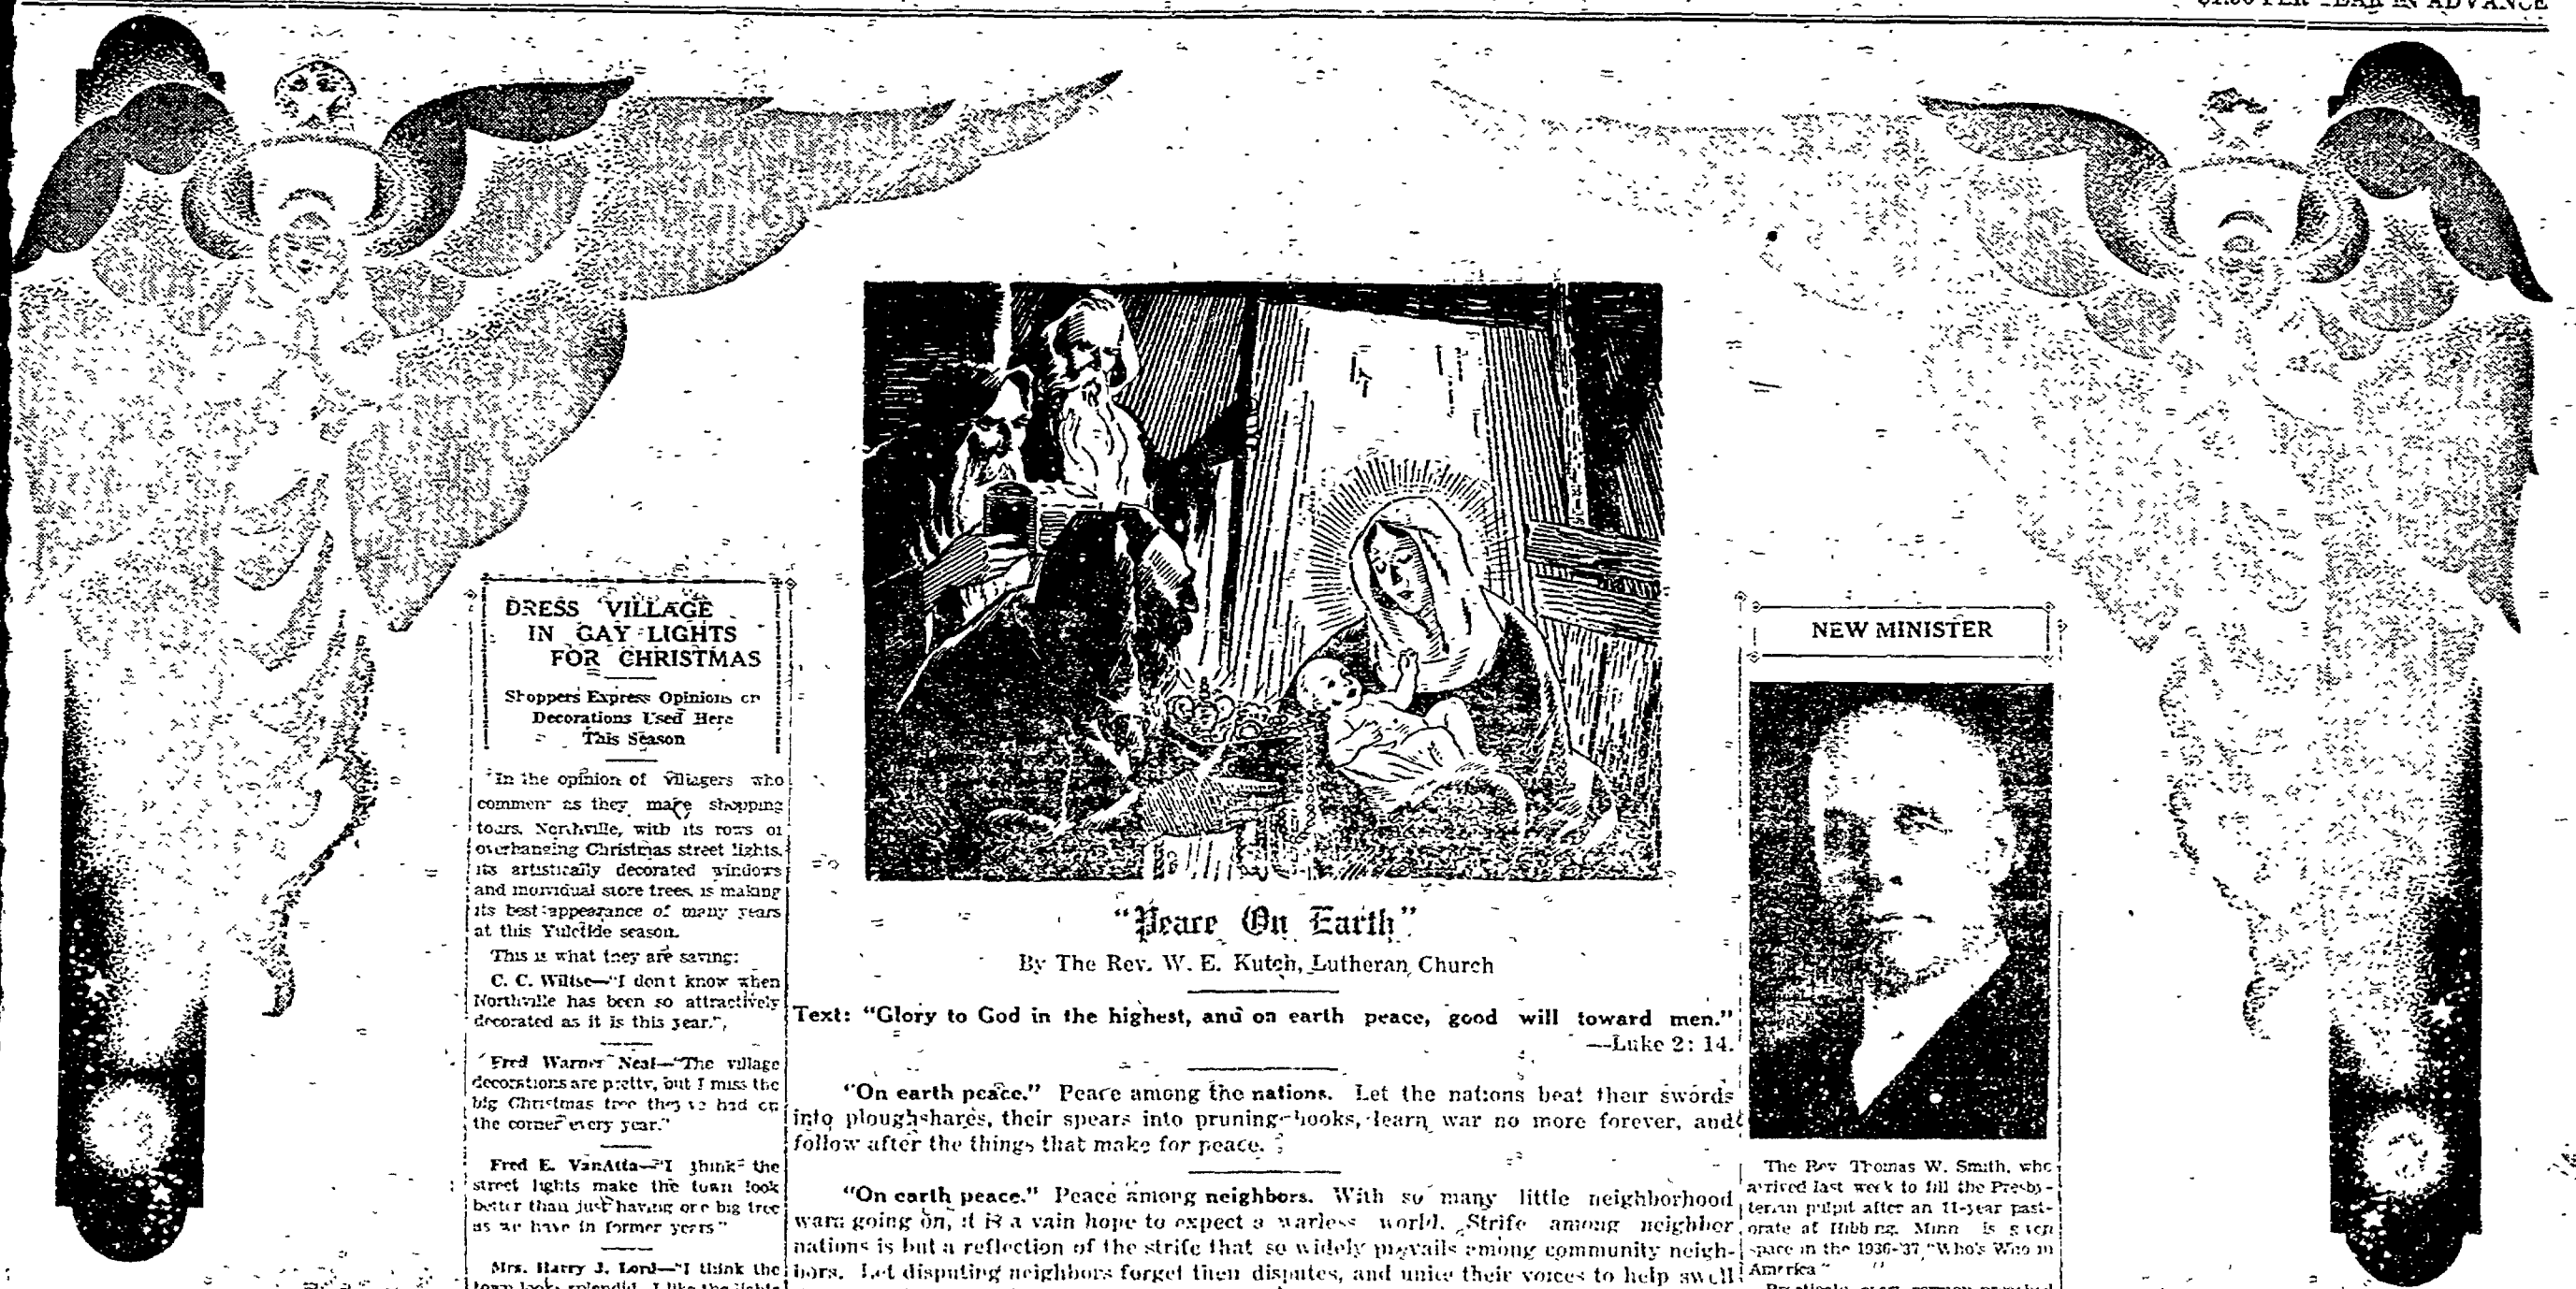 PER YEAR IN ADVANCE
DRESS VILLAGE
IN GAY LIGHTS
FOR CHRISTMAS
Shoppers Express Opinions on
Decorations Used Here
This Season
In the opinion of villagers who
comment as they make shopping
tours, Northville, with its rows of
overhanging Christmas street lights,
its artistically decorated windows
and individual store trees, is making
its best appearance of many years
at this Yuletide season.
This is what they are saying:
C. C. Wiltse—"I don't know when
Northville has been so attractively
decorated as it is this year."
Fred Warner Neal—"The village
decorations are pretty, but I miss the
big Christmas tree they've had on
the corner every year."
Fred E. VanAtta—"I think the
street lights make the town look
better than just having one big tree
as we have in former years"
Mrs. Harry J. Lord—"I think the
town looks splendid. I like the lights
"Peace On Earth"
By The Rev. W. E. Kutch, Lutheran Church
Text: "Glory to God in the highest, and on earth peace, good will toward men."
—Luke 2: 14.
"On earth peace." Peace among the nations. Let the nations beat their swords
into ploughshares, their spears into pruning-hooks, learn war no more forever, and
follow after the things that make for peace.
"On earth peace." Peace among neighbors. With so many little neighborhood
wars going on, it is a vain hope to expect a warless world. Strife among neighbor
nations is but a reflection of the strife that so widely prevails among community neigh-
bors. Let disputing neighbors forget their disputes, and unite their voices to help swell
NEW MINISTER
The Rev Thomas W. Smith, who
arrived last week to fill the Presby-
terian pulpit after an 11-year past-
orate at Hibbing, Minn is given
space in the 1936-'37 "Who's Who in
America"